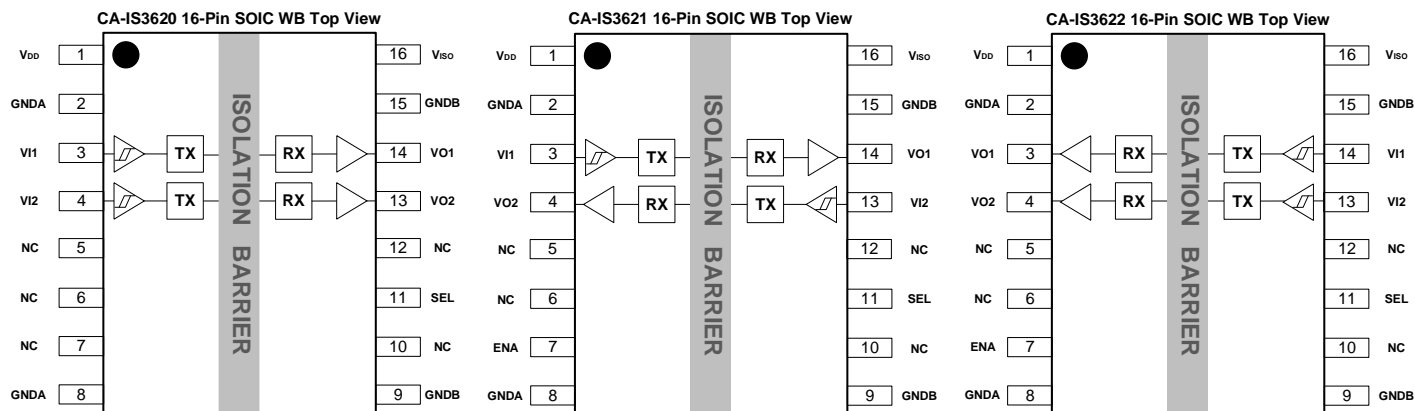 CA-IS3620 16-Pin SOIC WB Top View
VDD 1 16 VISO
GNDA 2 15 GNDB
VI1 3 TX RX 14 VO1
VI2 4 TX RX 13 VO2
NC 5 12 NC
NC 6 11 SEL
NC 7 10 NC
GNDA 8 9 GNDB
ISOLATION BARRIER
CA-IS3621 16-Pin SOIC WB Top View
VDD 1 16 VISO
GNDA 2 15 GNDB
VI1 3 TX RX 14 VO1
VO2 4 RX TX 13 VI2
NC 5 12 NC
NC 6 11 SEL
ENA 7 10 NC
GNDA 8 9 GNDB
ISOLATION BARRIER
CA-IS3622 16-Pin SOIC WB Top View
VDD 1 16 VISO
GNDA 2 15 GNDB
VO1 3 RX TX 14 VI1
VO2 4 RX TX 13 VI2
NC 5 12 NC
NC 6 11 SEL
ENA 7 10 NC
GNDA 8 9 GNDB
ISOLATION BARRIER